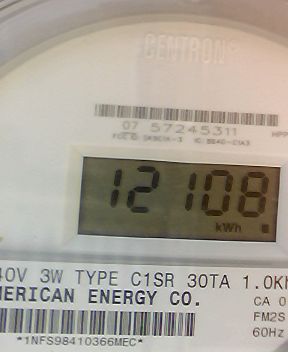 CENTRON®
07 57245311
12108
kWh
40V 3W TYPE C1SR 30TA 1.0Kh
MERICAN ENERGY CO.
CA 0
FM2S
60Hz
*1NFS98410366MEC*